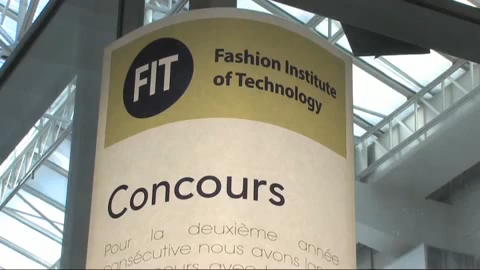 FIT
Fashion Institute
of Technology
Concours
Pour la deuxième année
consécutive nous avons